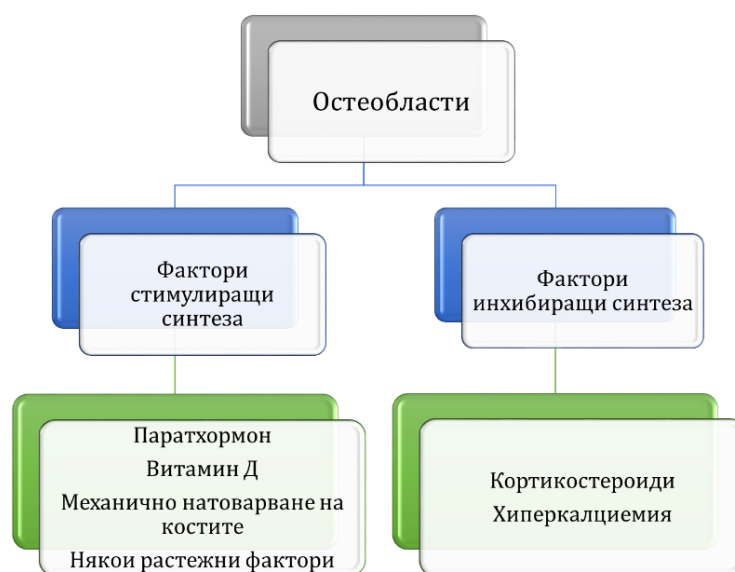 Остеобласти
Фактори
стимулиращи
синтеза
Фактори
инхибиращи синтеза
Паратхормон
Витамин Д
Механично натоварване на
костите
Някои растежни фактори
Кортикостероиди
Хиперкалциемия